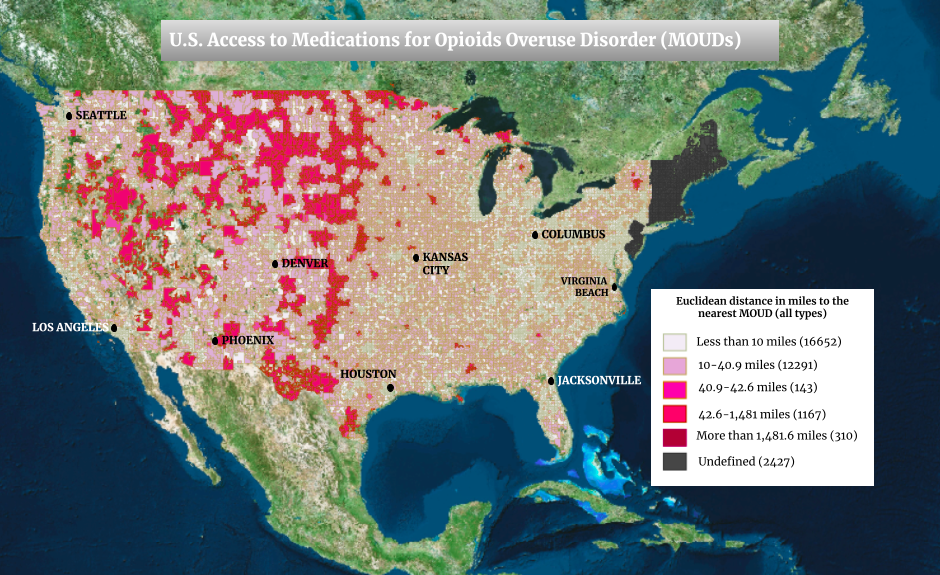 U.S. Access to Medications for Opioids Overuse Disorder (MOUDs)
SEATTLE
COLUMBUS
DENVER
KANSAS
CITY
VIRGINIA
BEACH
LOS ANGELES
PHOENIX
HOUSTON
JACKSONVILLE
Euclidean distance in miles to the
nearest MOUD (all types)
Less than 10 miles (16652)
10-40.9 miles (12291)
40.9-42.6 miles (143)
42.6-1,481 miles (1167)
More than 1,481.6 miles (310)
Undefined (2427)